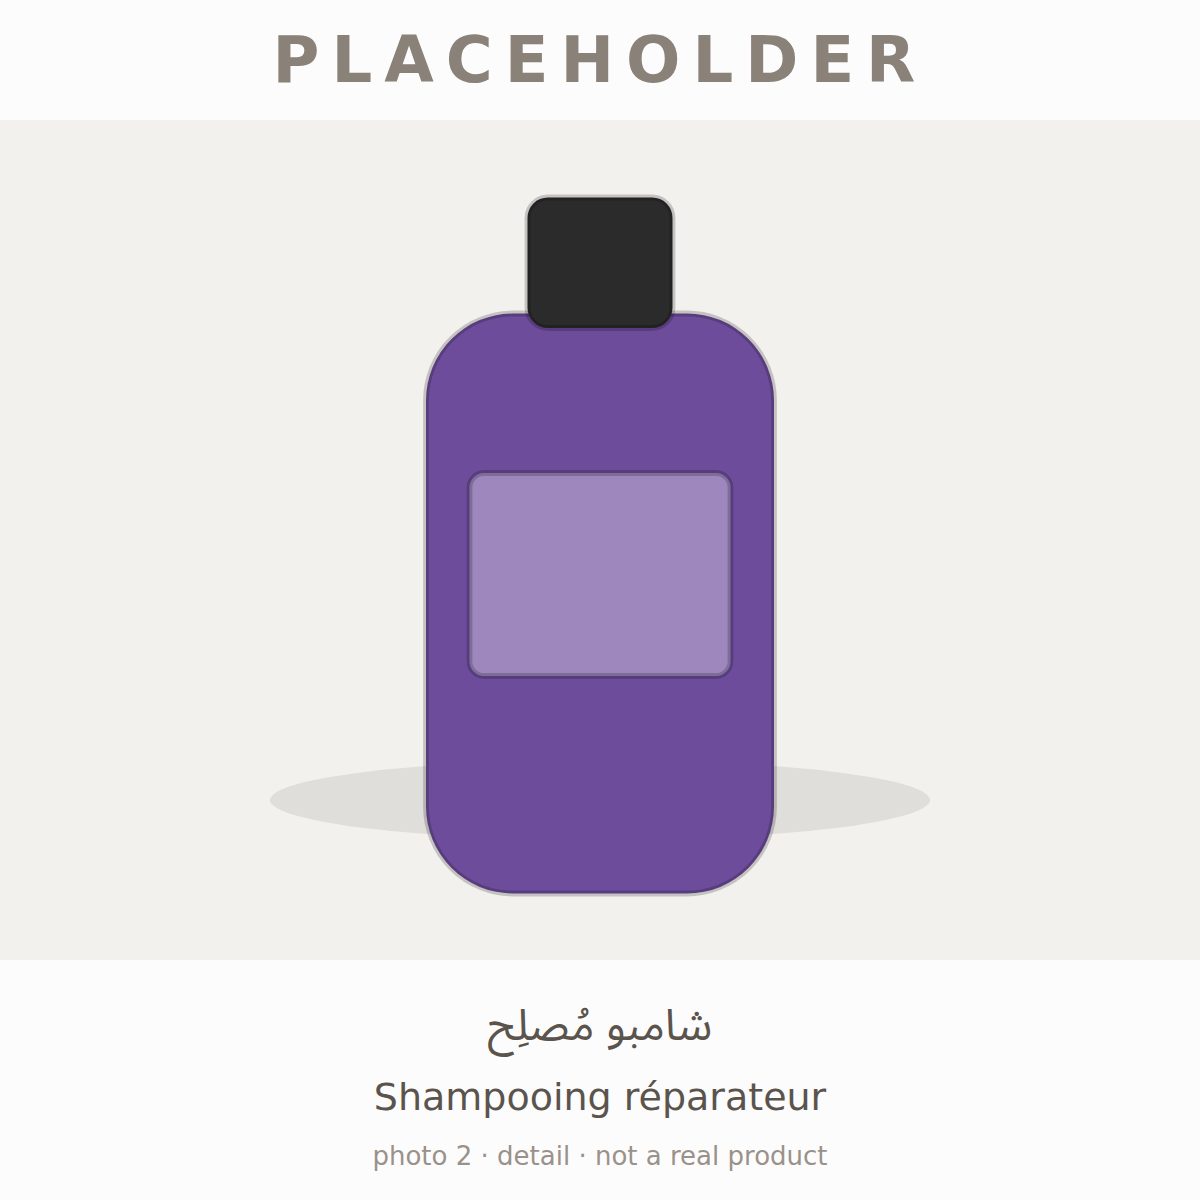 PLACEHOLDER
شامبو مُصلِح
Shampooing réparateur
photo 2 · detail · not a real product